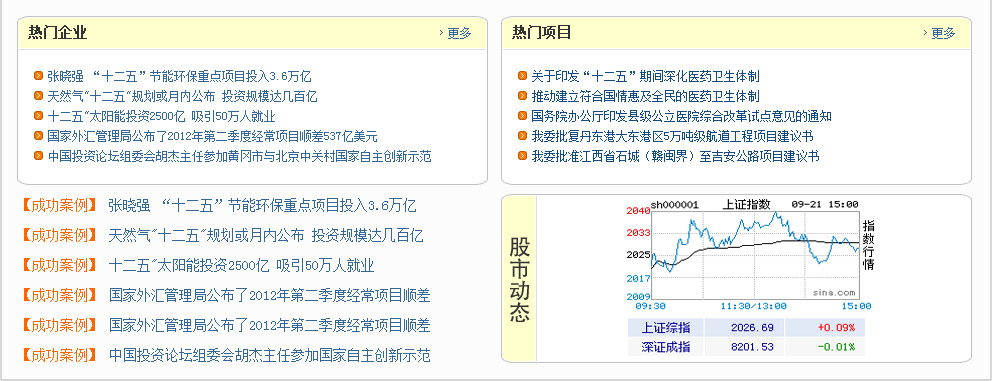 热门企业
› 更多
张晓强 “十二五”节能环保重点项目投入3.6万亿
天然气"十二五"规划或月内公布 投资规模达几百亿
十二五"太阳能投资2500亿 吸引50万人就业
国家外汇管理局公布了2012年第二季度经常项目顺差537亿美元
中国投资论坛组委会胡杰主任参加黄冈市与北京中关村国家自主创新示范
热门项目
› 更多
关于印发“十二五”期间深化医药卫生体制
推动建立符合国情惠及全民的医药卫生体制
国务院办公厅印发县级公立医院综合改革试点意见的通知
我委批复丹东港大东港区5万吨级航道工程项目建议书
我委批准江西省石城（赣闽界）至吉安公路项目建议书
【成功案例】 张晓强 “十二五”节能环保重点项目投入3.6万亿
【成功案例】 天然气"十二五"规划或月内公布 投资规模达几百亿
【成功案例】 十二五"太阳能投资2500亿 吸引50万人就业
【成功案例】 国家外汇管理局公布了2012年第二季度经常项目顺差
【成功案例】 国家外汇管理局公布了2012年第二季度经常项目顺差
【成功案例】 中国投资论坛组委会胡杰主任参加国家自主创新示范
股市动态
sh000001 上证指数 09-21 15:00
2040
2033
2025
2017
2009
指数行情
sina.com
09:30 11:30/13:00 15:00
上证综指 2026.69 +0.09%
深证成指 8201.53 -0.01%